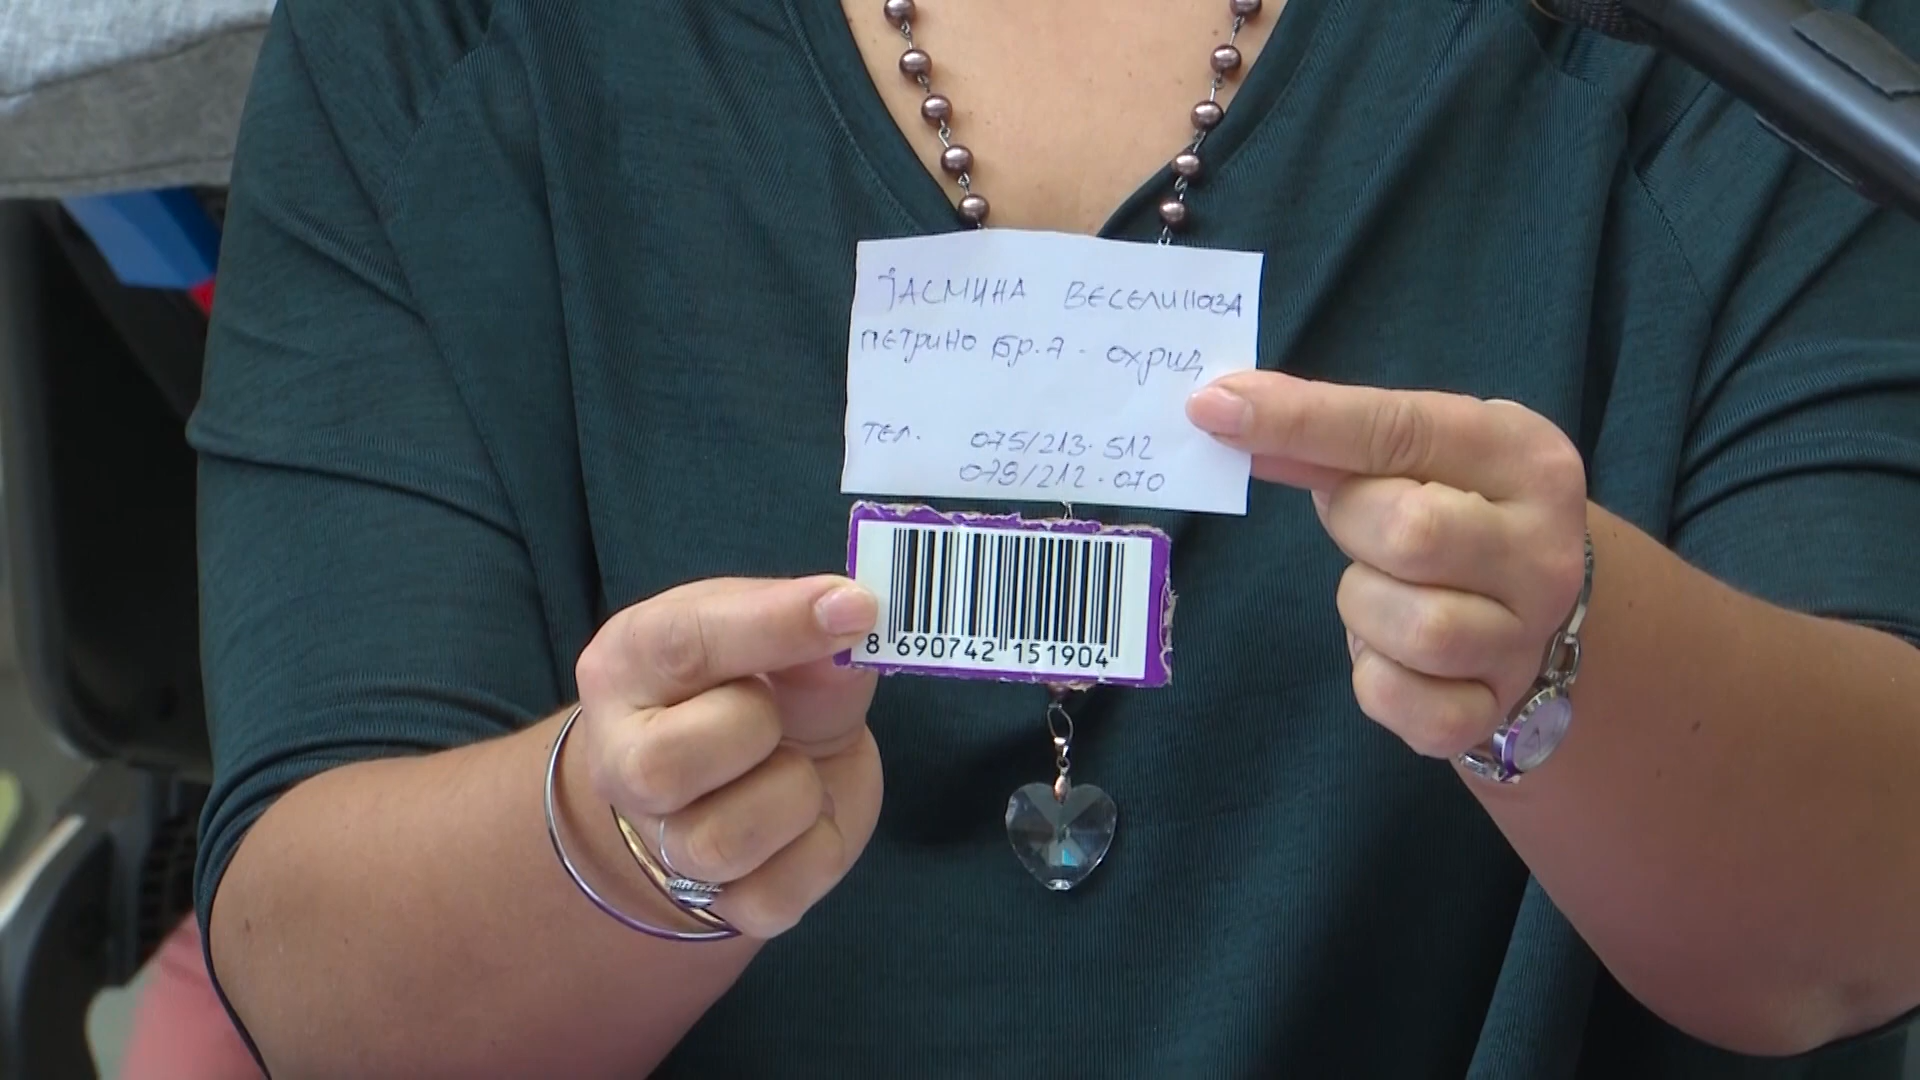 ЈАСМИНА ВЕСЕЛИНОВА
ПЕТРИНО бр.7 - ОХРИД
ТЕЛ. 075/213-512
078/212-070
8 690742 151904